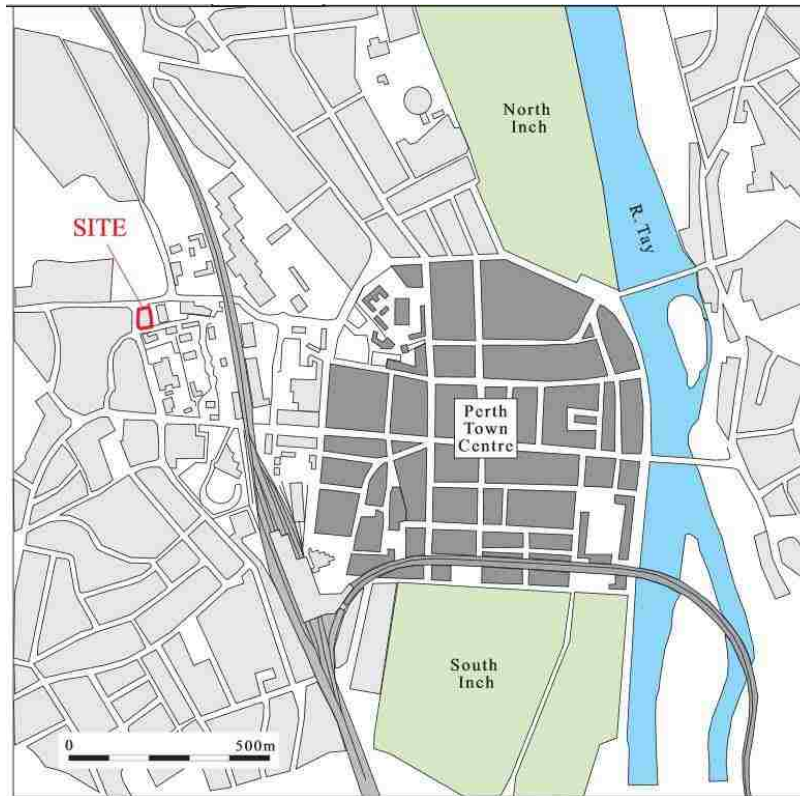 North
Inch
R. Tay
SITE
Perth
Town
Centre
South
Inch
0 500m